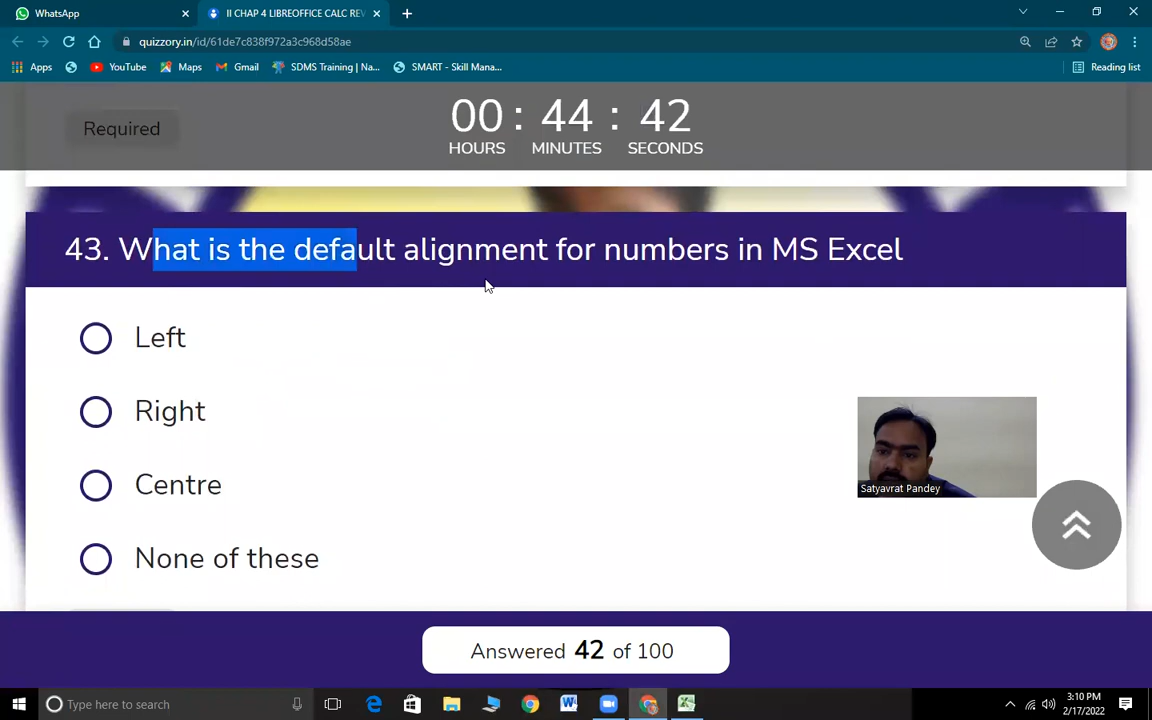 WhatsApp
II CHAP 4 LIBREOFFICE CALC REV
quizzory.in/id/61de7c838f972a3c968d58ae
Apps
YouTube
Maps
Gmail
SDMS Training | Na...
SMART - Skill Mana...
Reading list
Required
00 : 44 : 42
HOURS MINUTES SECONDS
43. What is the default alignment for numbers in MS Excel
Left
Right
Centre
None of these
Satyavrat Pandey
Answered 42 of 100
Type here to search
3:10 PM
2/17/2022